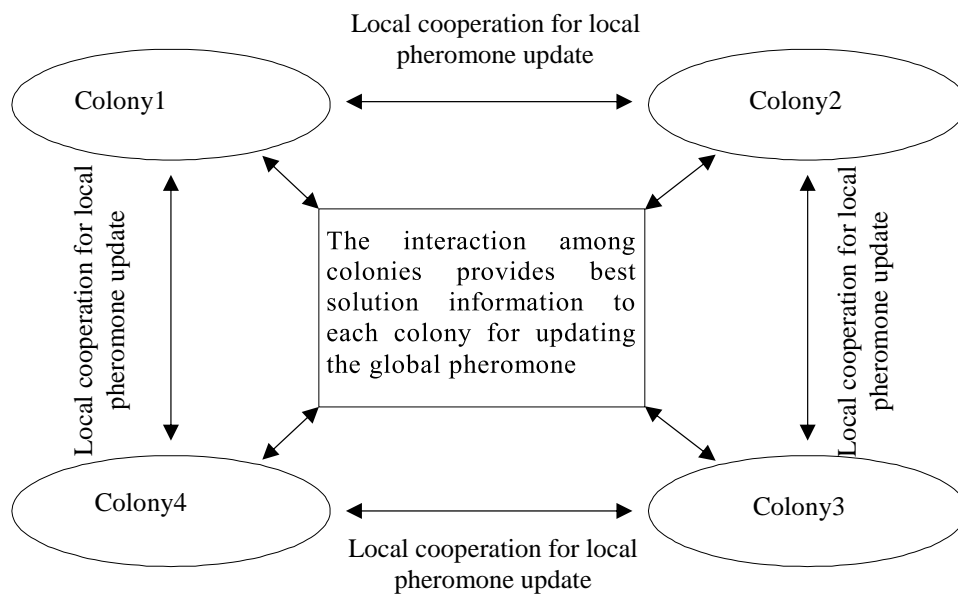 Local cooperation for local
pheromone update
Colony1
Colony2
Local cooperation for local
pheromone update
The interaction among
colonies provides best
solution information to
each colony for updating
the global pheromone
Local cooperation for local
pheromone update
Colony4
Colony3
Local cooperation for local
pheromone update